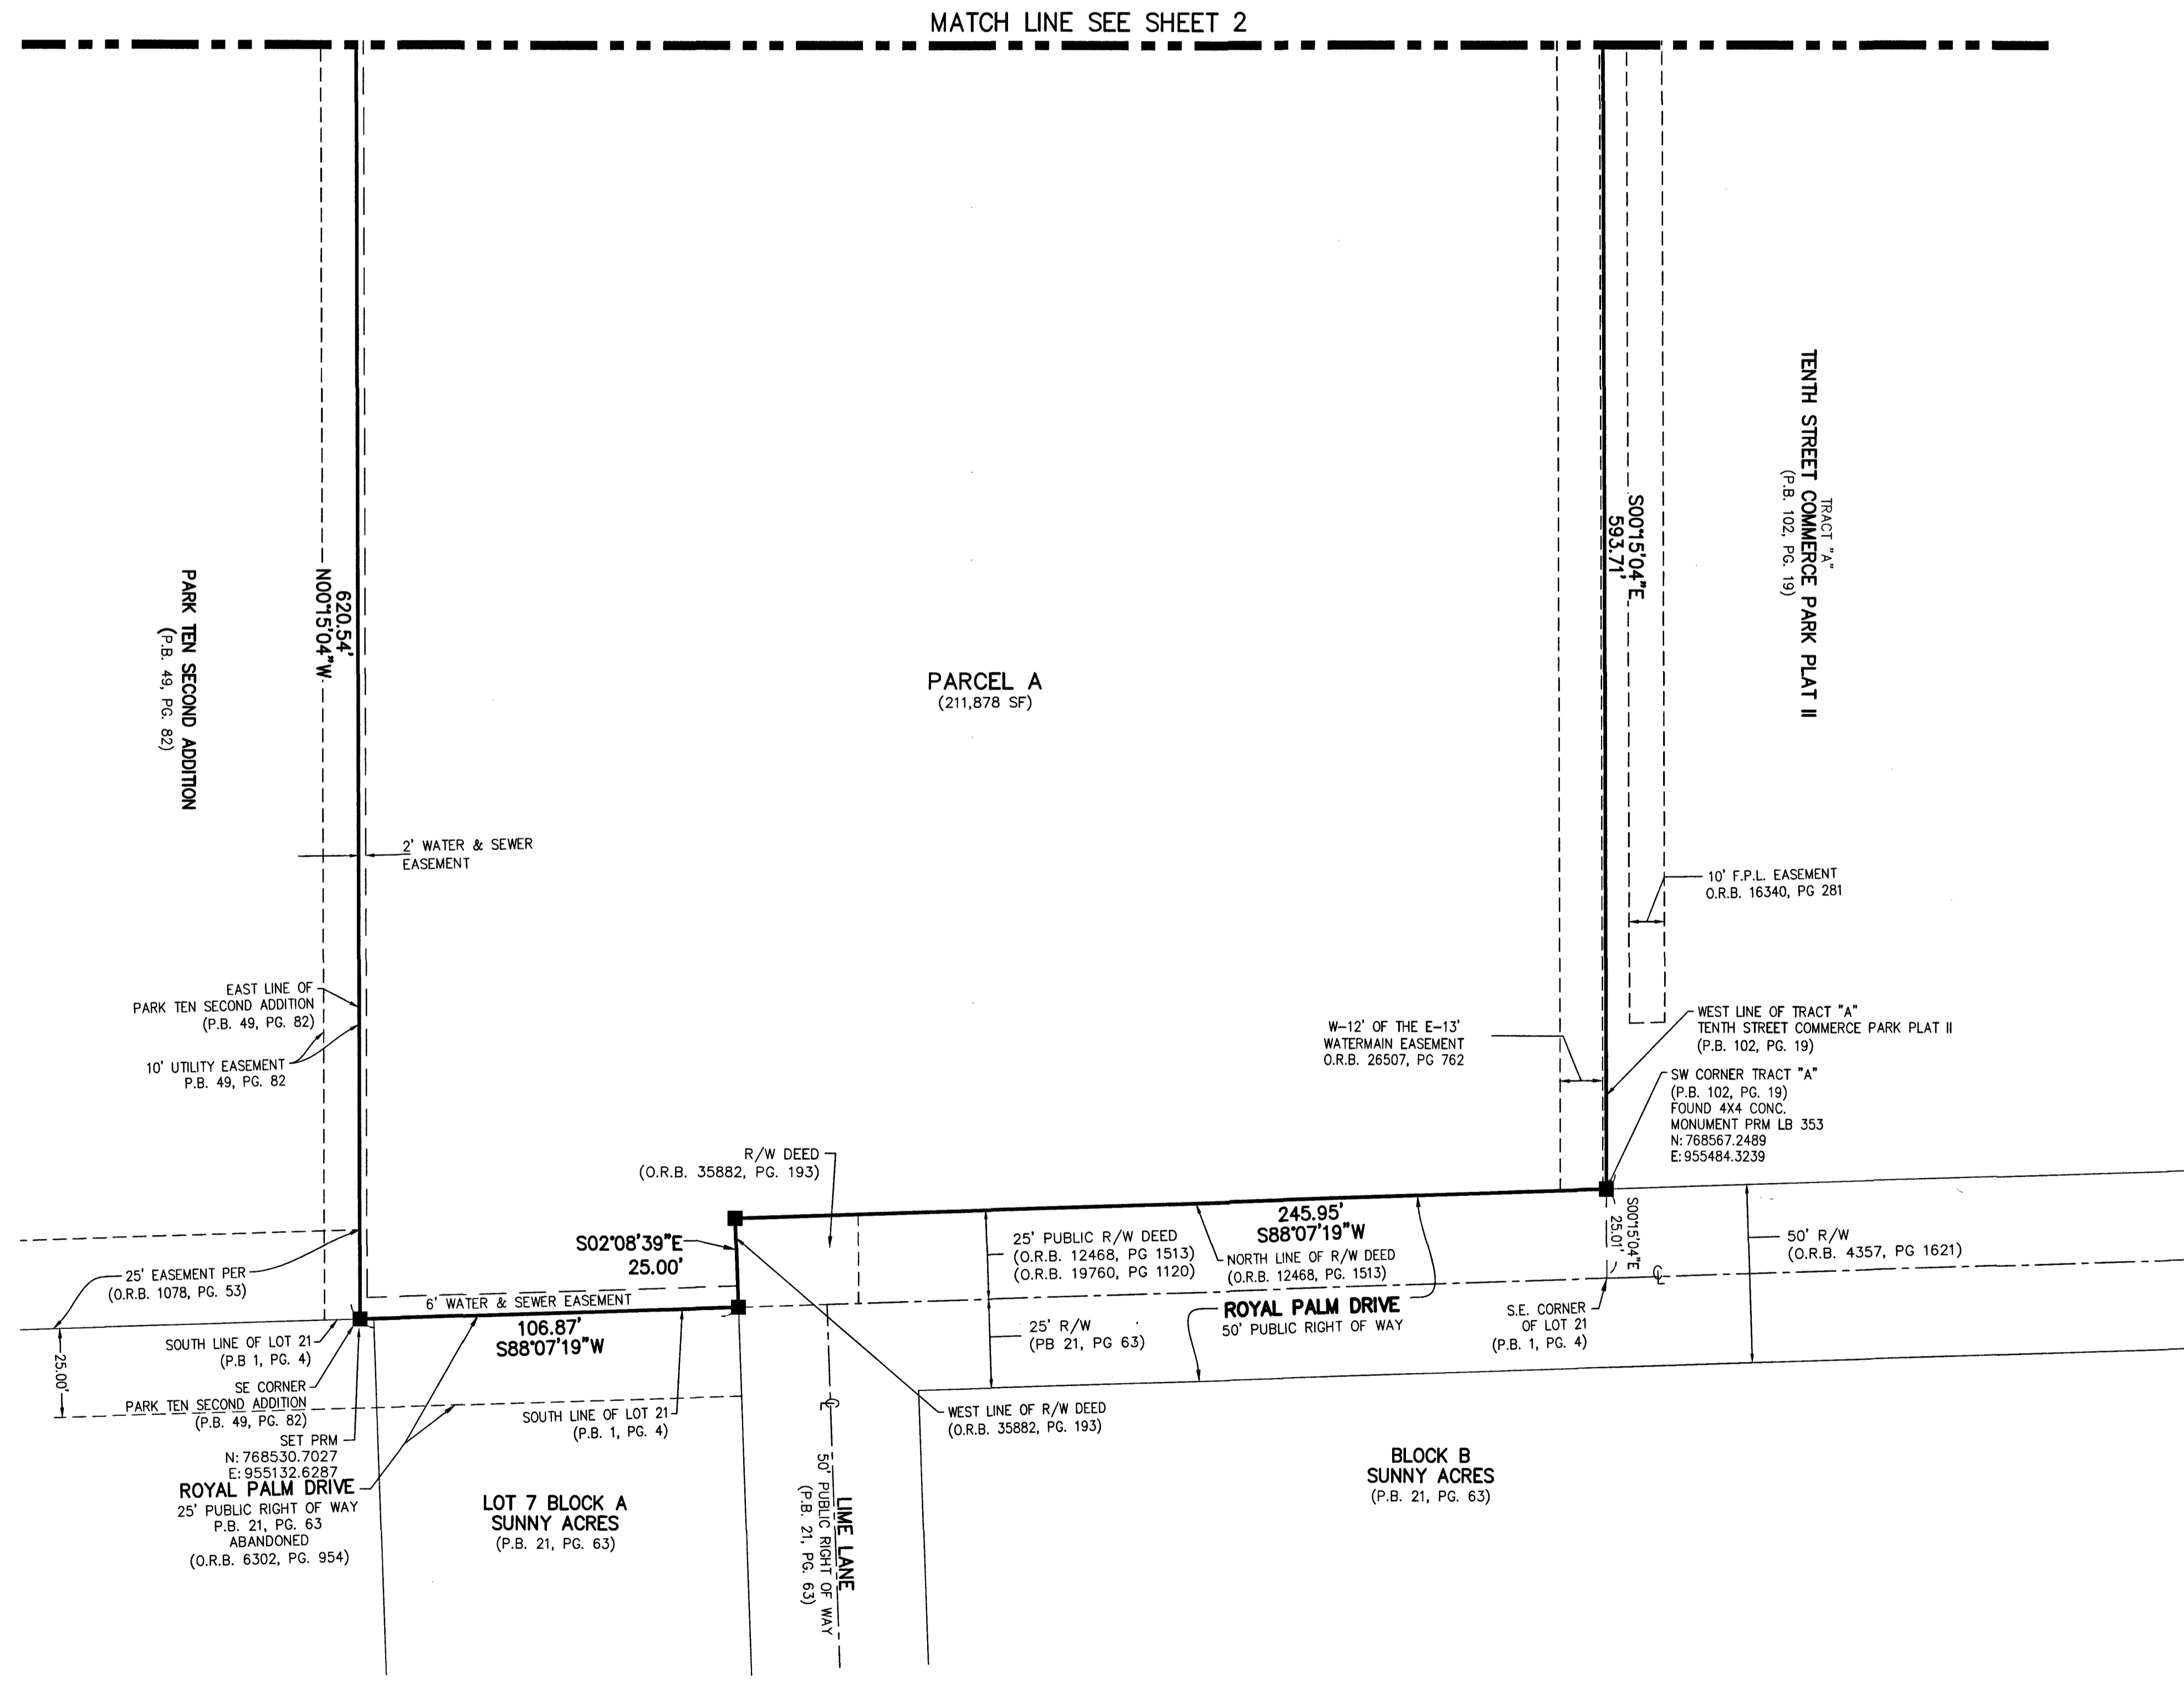 MATCH LINE SEE SHEET 2
TRACT "A"
TENTH STREET COMMERCE PARK PLAT II
(P.B. 102, PG. 19)
S00°15'04"E
593.71'
620.54'
N00°15'04"W
PARK TEN SECOND ADDITION
(P.B. 49, PG. 82)
PARCEL A
(211,878 SF)
2' WATER & SEWER
EASEMENT
10' F.P.L. EASEMENT
O.R.B. 16340, PG 281
EAST LINE OF
PARK TEN SECOND ADDITION
(P.B. 49, PG. 82)
10' UTILITY EASEMENT
P.B. 49, PG. 82
W-12' OF THE E-13'
WATERMAIN EASEMENT
O.R.B. 26507, PG 762
WEST LINE OF TRACT "A"
TENTH STREET COMMERCE PARK PLAT II
(P.B. 102, PG. 19)
SW CORNER TRACT "A"
(P.B. 102, PG. 19)
FOUND 4X4 CONC.
MONUMENT PRM LB 353
N: 768567.2489
E: 955484.3239
R/W DEED
(O.R.B. 35882, PG. 193)
S02°08'39"E
25.00'
25' PUBLIC R/W DEED
(O.R.B. 12468, PG 1513)
(O.R.B. 19760, PG 1120)
245.95'
S88°07'19"W
NORTH LINE OF R/W DEED
(O.R.B. 12468, PG. 1513)
S00°15'04"E
25.01'
50' R/W
(O.R.B. 4357, PG 1621)
25' EASEMENT PER
(O.R.B. 1078, PG. 53)
6' WATER & SEWER EASEMENT
106.87'
S88°07'19"W
ROYAL PALM DRIVE
50' PUBLIC RIGHT OF WAY
25' R/W
(PB 21, PG 63)
S.E. CORNER
OF LOT 21
(P.B. 1, PG. 4)
SOUTH LINE OF LOT 21
(P.B 1, PG. 4)
25.00'
SE CORNER
PARK TEN SECOND ADDITION
(P.B. 49, PG. 82)
SET PRM
N: 768530.7027
E: 955132.6287
SOUTH LINE OF LOT 21
(P.B. 1, PG. 4)
WEST LINE OF R/W DEED
(O.R.B. 35882, PG. 193)
ROYAL PALM DRIVE
25' PUBLIC RIGHT OF WAY
P.B. 21, PG. 63
ABANDONED
(O.R.B. 6302, PG. 954)
LOT 7 BLOCK A
SUNNY ACRES
(P.B. 21, PG. 63)
LIME LANE
50' PUBLIC RIGHT OF WAY
(P.B. 21, PG. 63)
BLOCK B
SUNNY ACRES
(P.B. 21, PG. 63)